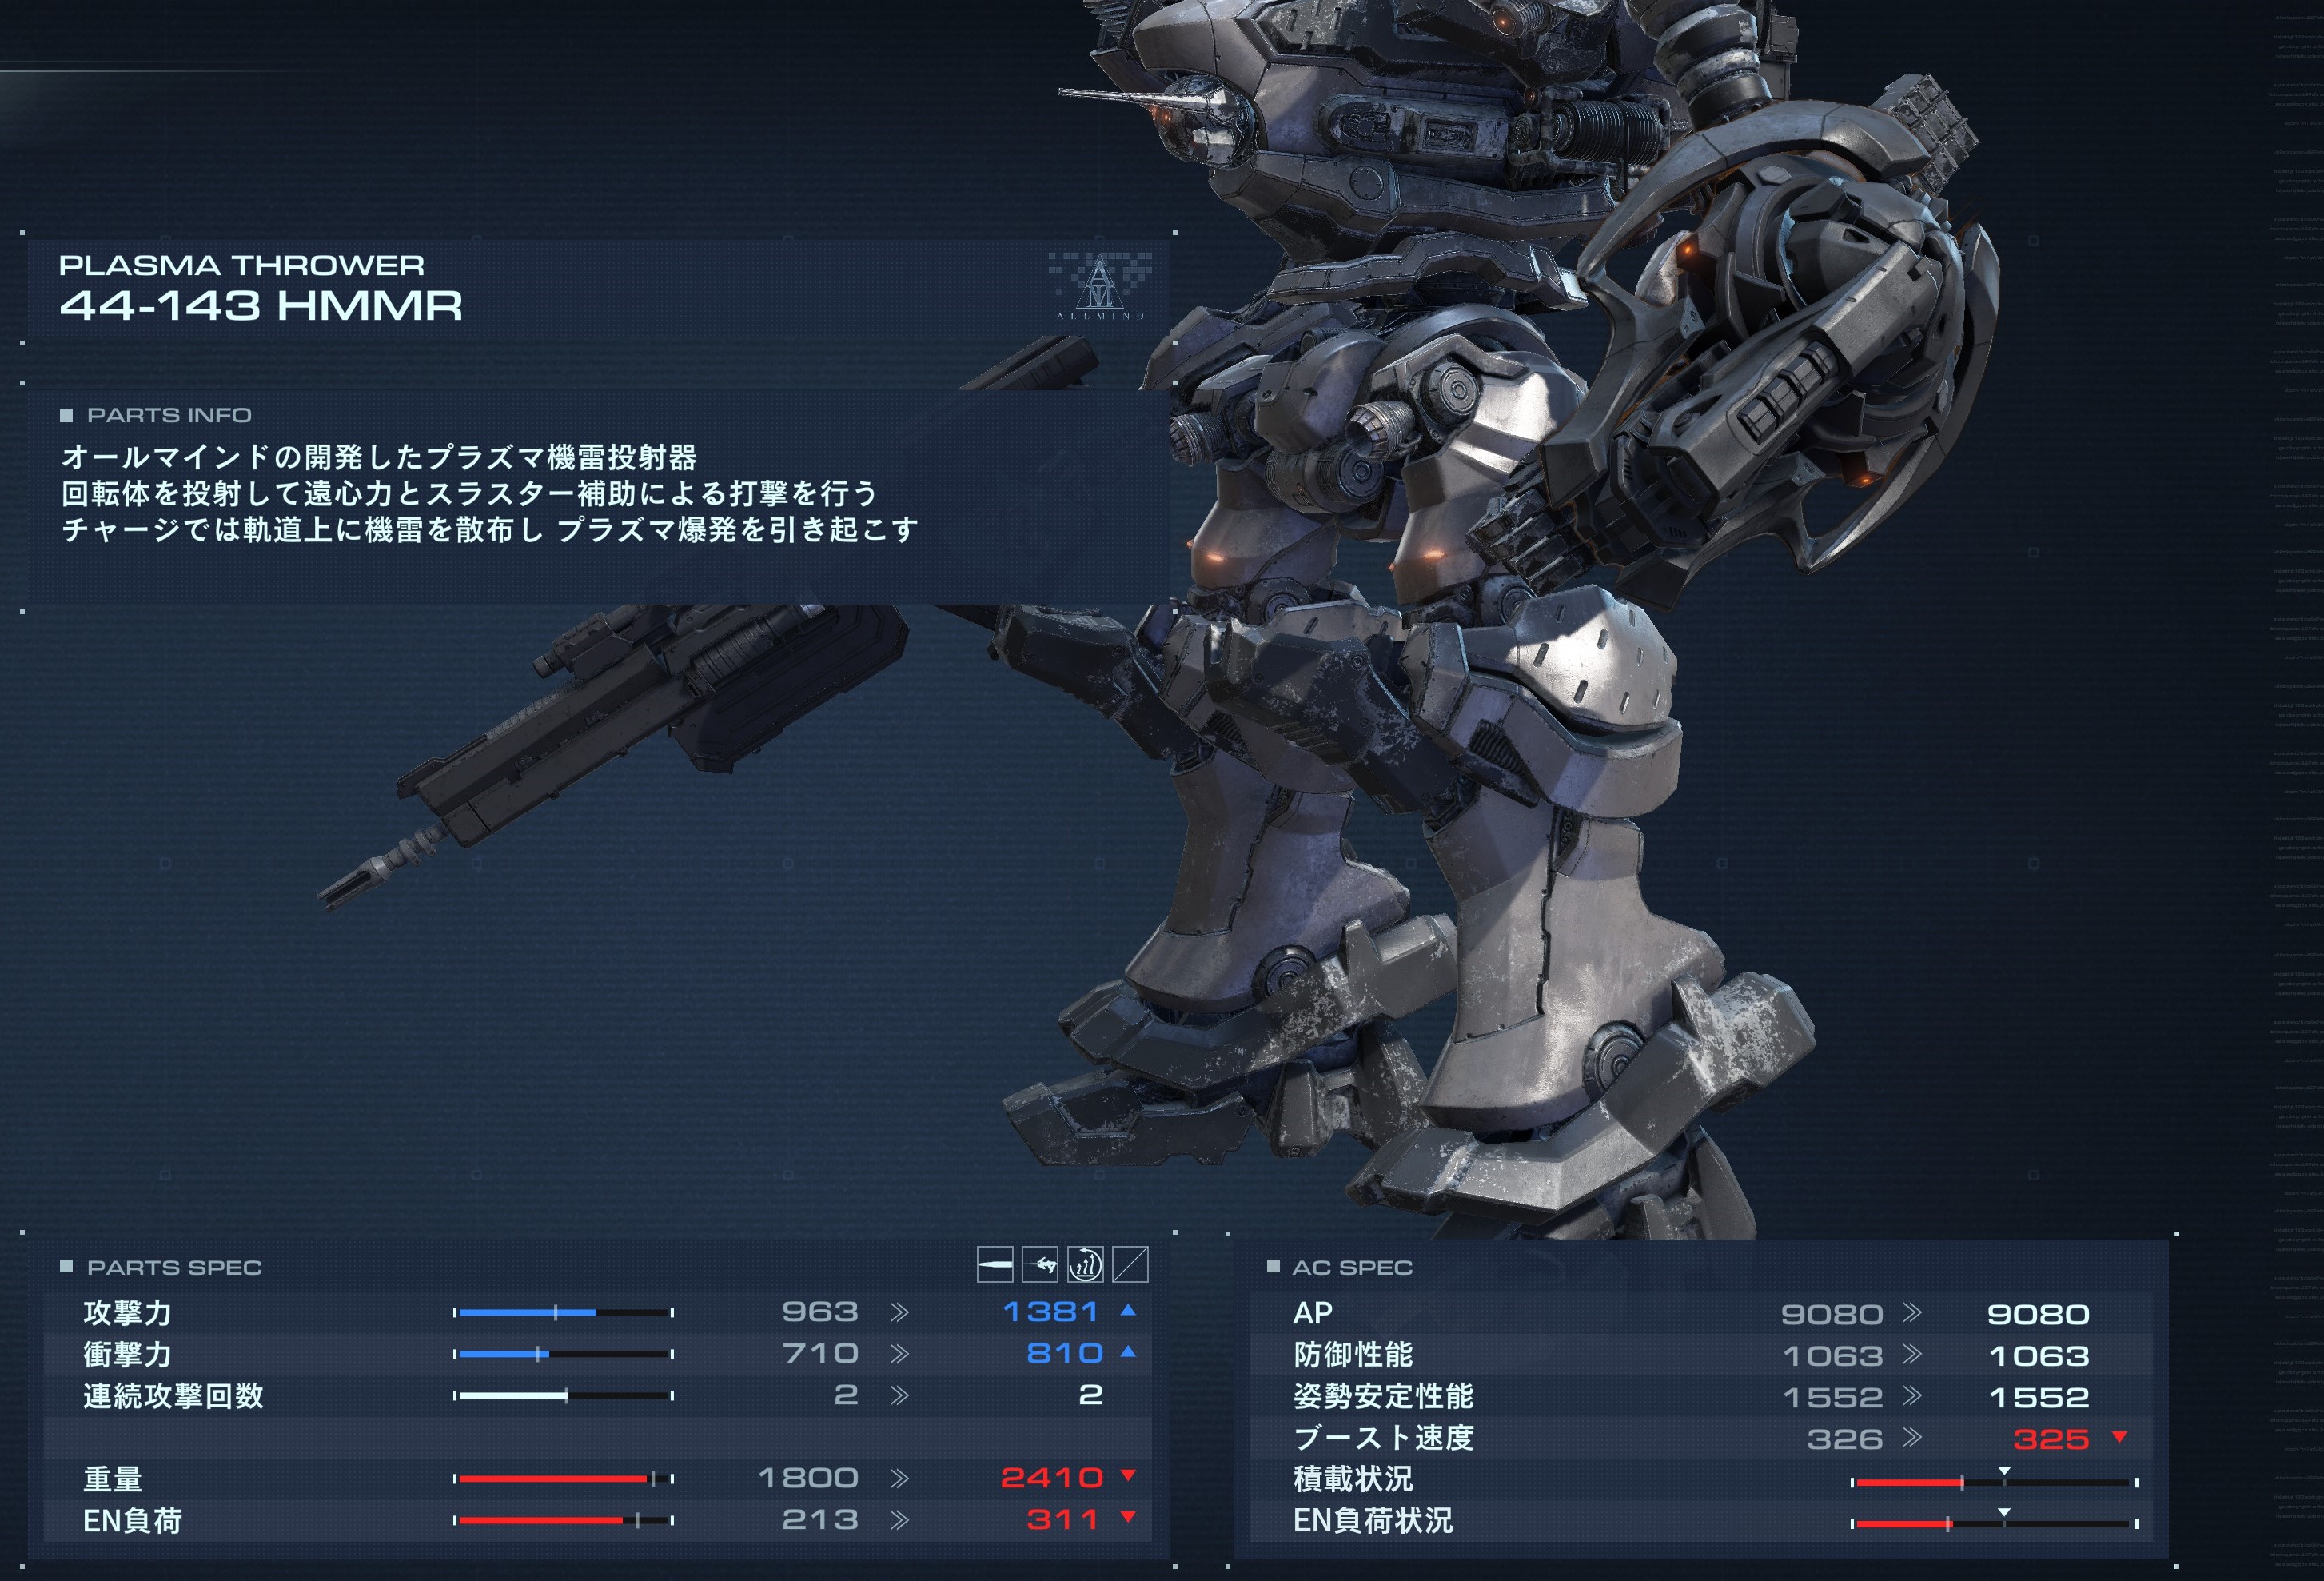 PLASMA THROWER
44-143 HMMR
ALLMIND
PARTS INFO
オールマインドの開発したプラズマ機雷投射器
回転体を投射して遠心力とスラスター補助による打撃を行う
チャージでは軌道上に機雷を散布し プラズマ爆発を引き起こす
PARTS SPEC
攻撃力 963 ≫ 1381 ▲
衝撃力 710 ≫ 810 ▲
連続攻撃回数 2 ≫ 2
重量 1800 ≫ 2410 ▼
EN負荷 213 ≫ 311 ▼
AC SPEC
AP 9080 ≫ 9080
防御性能 1063 ≫ 1063
姿勢安定性能 1552 ≫ 1552
ブースト速度 326 ≫ 325 ▼
積載状況
EN負荷状況